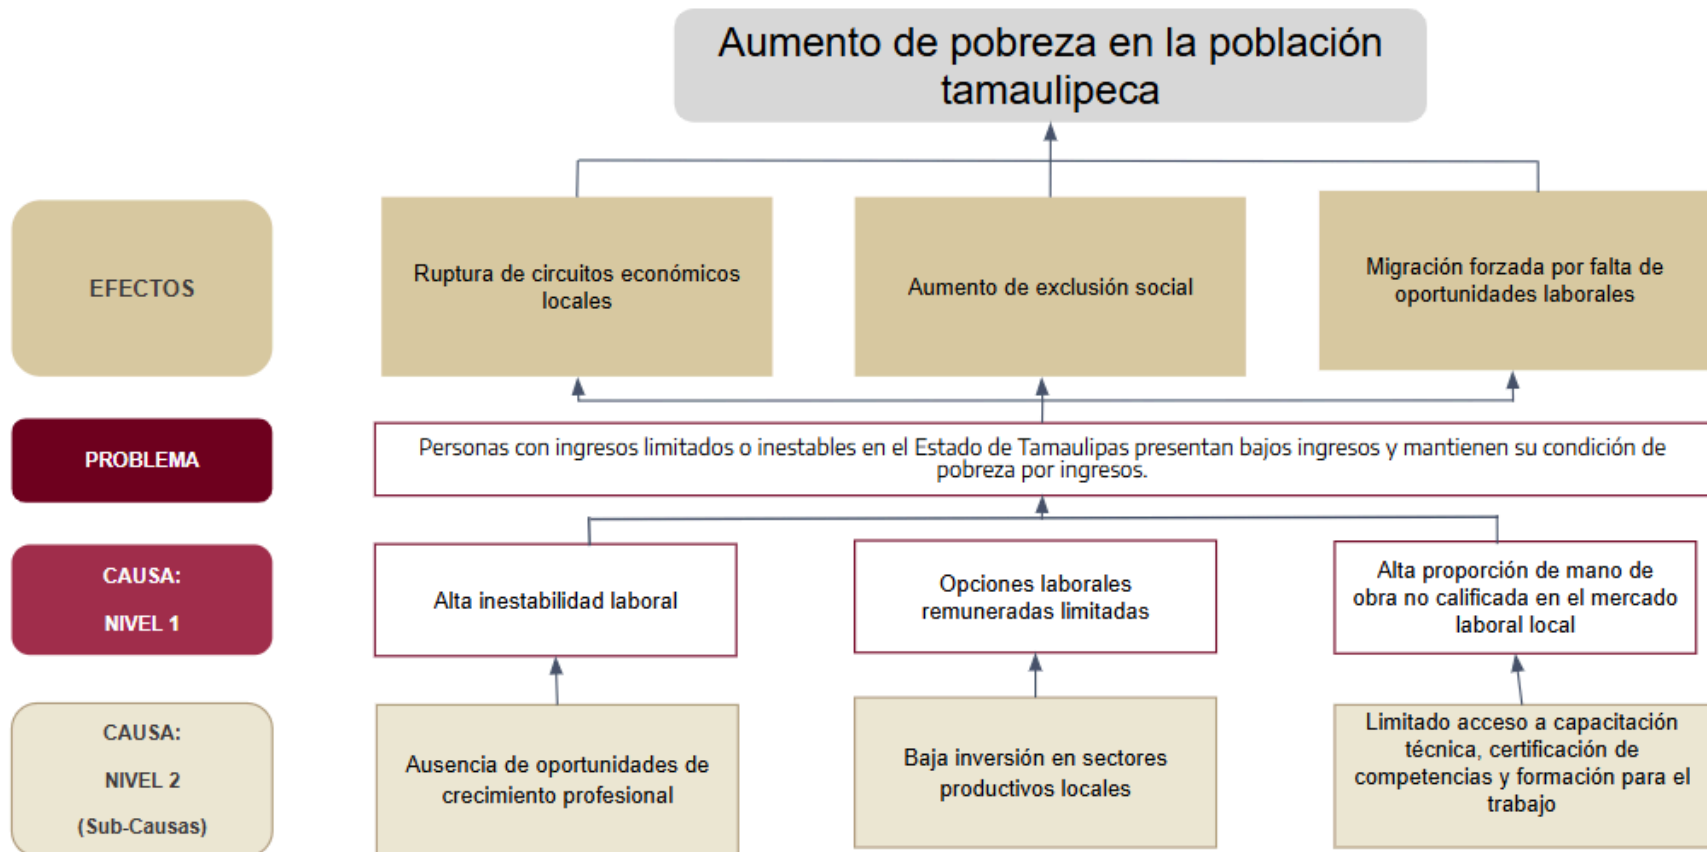 Aumento de pobreza en la población
tamaulipeca
EFECTOS
Ruptura de circuitos económicos
locales
Aumento de exclusión social
Migración forzada por falta de
oportunidades laborales
PROBLEMA
Personas con ingresos limitados o inestables en el Estado de Tamaulipas presentan bajos ingresos y mantienen su condición de
pobreza por ingresos.
CAUSA:
NIVEL 1
Alta inestabilidad laboral
Opciones laborales
remuneradas limitadas
Alta proporción de mano de
obra no calificada en el mercado
laboral local
CAUSA:
NIVEL 2
(Sub-Causas)
Ausencia de oportunidades de
crecimiento profesional
Baja inversión en sectores
productivos locales
Limitado acceso a capacitación
técnica, certificación de
competencias y formación para el
trabajo